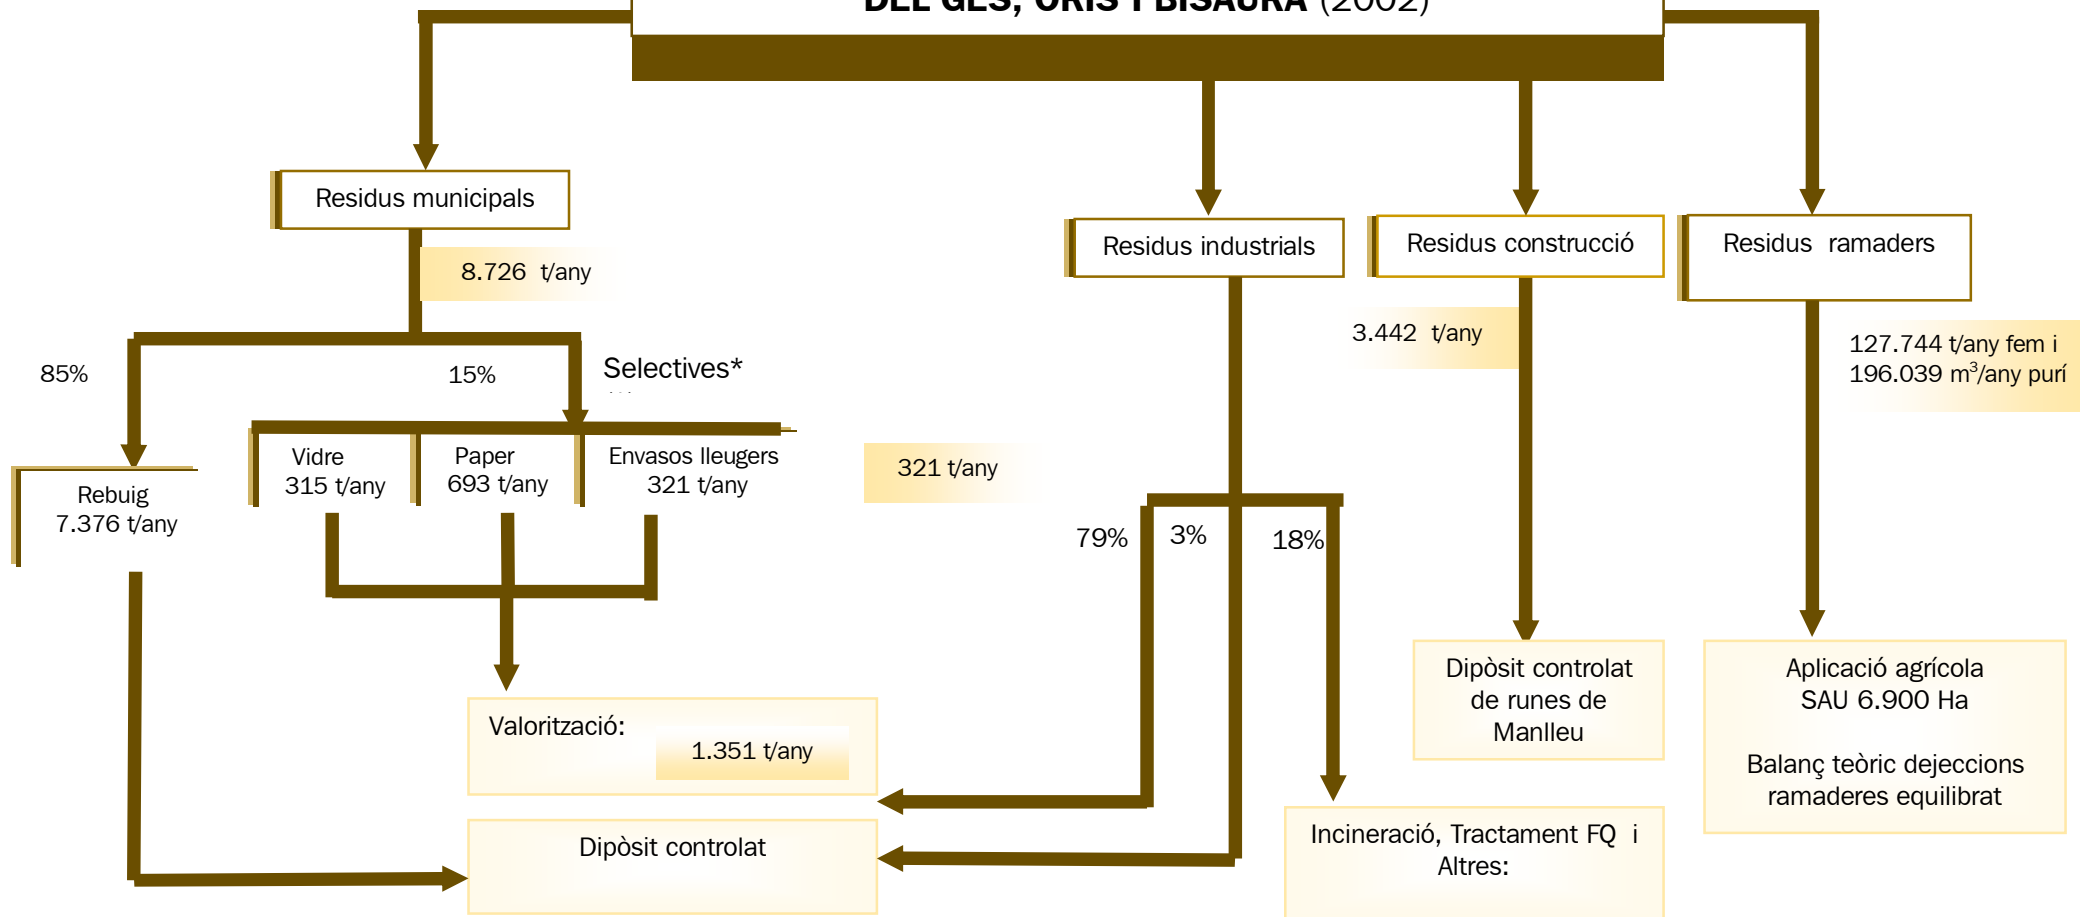 DEL GES, ORÍS I BISAURA (2002)
Residus municipals
Residus industrials
Residus construcció
Residus ramaders
8.726 t/any
3.442 t/any
127.744 t/any fem i
196.039 m³/any purí
85%
15%
Selectives*
Vidre
315 t/any
Paper
693 t/any
Envasos lleugers
321 t/any
321 t/any
Rebuig
7.376 t/any
79%
3%
18%
Valorització:
1.351 t/any
Dipòsit controlat
Dipòsit controlat
de runes de
Manlleu
Aplicació agrícola
SAU 6.900 Ha
Balanç teòric dejeccions
ramaderes equilibrat
Incineració, Tractament FQ i
Altres: